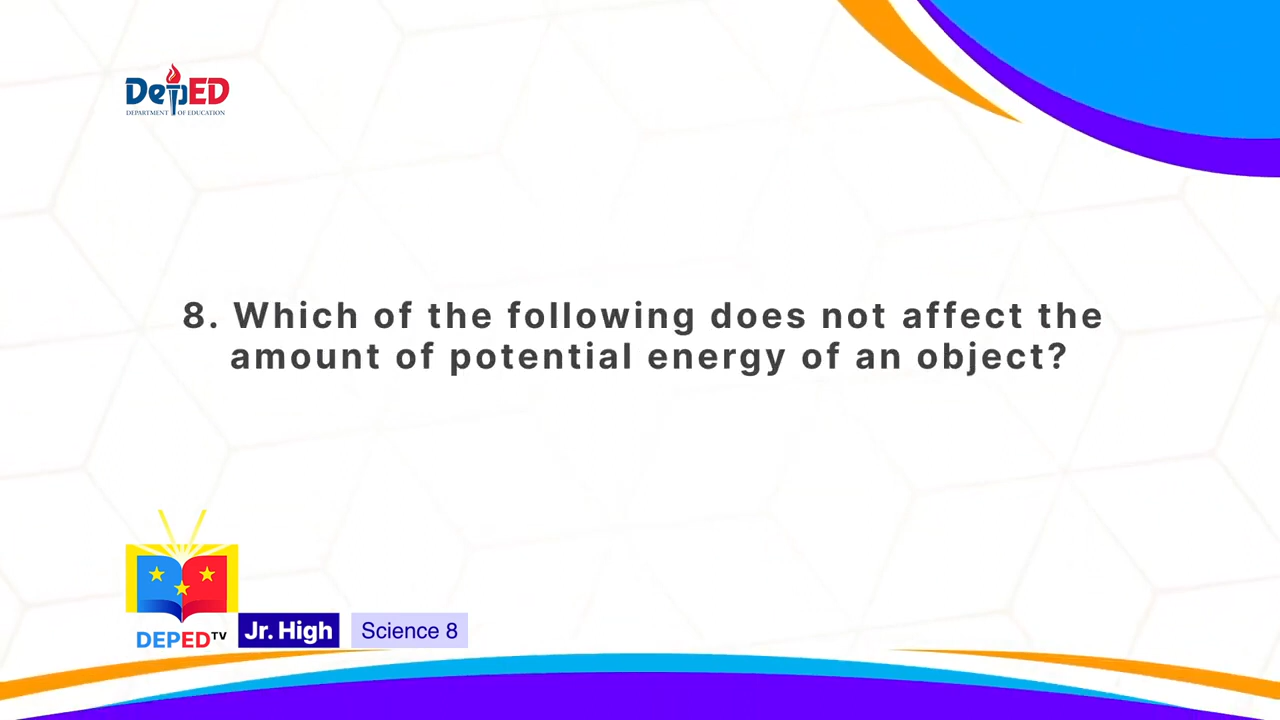 DepED
DEPARTMENT OF EDUCATION
8. Which of the following does not affect the
amount of potential energy of an object?
DEPED TV
Jr. High
Science 8